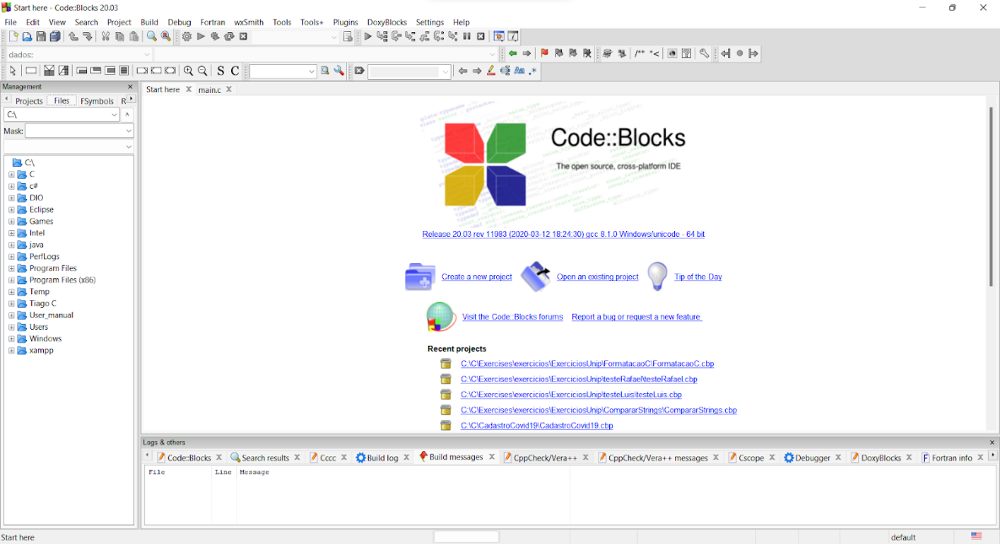 Start here - Code::Blocks 20.03
File Edit View Search Project Build Debug Fortran wxSmith Tools Tools+ Plugins DoxyBlocks Settings Help
dados::
/** *<
S C
Aa .*
Management
Projects Files FSymbols R
C:\
Mask:
C:\
C
c#
DIO
Eclipse
Games
Intel
java
PerfLogs
Program Files
Program Files (x86)
Temp
Tiago C
User_manual
Users
Windows
xampp
Start here main.c
Code::Blocks
The open source, cross-platform IDE
Release 20.03 rev 11983 (2020-03-12 18:24:30) gcc 8.1.0 Windows/unicode - 64 bit
Create a new project Open an existing project Tip of the Day
Visit the Code::Blocks forums Report a bug or request a new feature
Recent projects
C:\C\Exercises\exercicios\ExerciciosUnip\FormatacaoC\FormatacaoC.cbp
C:\C\Exercises\exercicios\ExerciciosUnip\testeRafael\testeRafael.cbp
C:\C\Exercises\exercicios\ExerciciosUnip\testeLuis\testeLuis.cbp
C:\C\Exercises\exercicios\ExerciciosUnip\CompararStrings\CompararStrings.cbp
C:\C\CadastroCovid19\CadastroCovid19.cbp
Logs & others
Code::Blocks Search results Cccc Build log Build messages CppCheck/Vera++ CppCheck/Vera++ messages Cscope Debugger DoxyBlocks Fortran info
File Line Message
Start here default